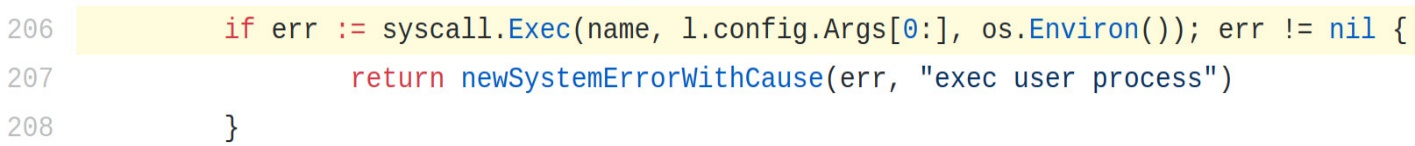 206 if err := syscall.Exec(name, l.config.Args[0:], os.Environ()); err != nil {
207 return newSystemErrorWithCause(err, "exec user process")
208 }